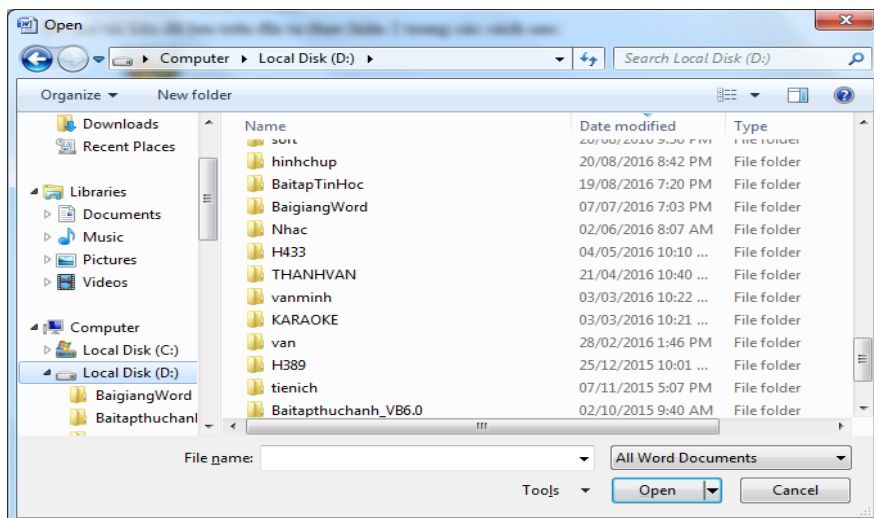 Open
Computer Local Disk (D:) Search Local Disk (D:)
Organize New folder
Downloads
Recent Places
Libraries
Documents
Music
Pictures
Videos
Computer
Local Disk (C:)
Local Disk (D:)
BaigiangWord
Baitapthuchanl
Name Date modified Type
soft File folder
hinhchup 20/08/2016 8:42 PM File folder
BaitapTinHoc 19/08/2016 7:20 PM File folder
BaigiangWord 07/07/2016 7:03 PM File folder
Nhac 02/06/2016 8:07 AM File folder
H433 04/05/2016 10:10 ... File folder
THANHVAN 21/04/2016 10:40 ... File folder
vanminh 03/03/2016 10:22 ... File folder
KARAOKE 03/03/2016 10:21 ... File folder
van 28/02/2016 1:46 PM File folder
H389 25/12/2015 10:01 ... File folder
tienich 07/11/2015 5:07 PM File folder
Baitapthuchanh_VB6.0 02/10/2015 9:40 AM File folder
File name: All Word Documents
Tools Open Cancel